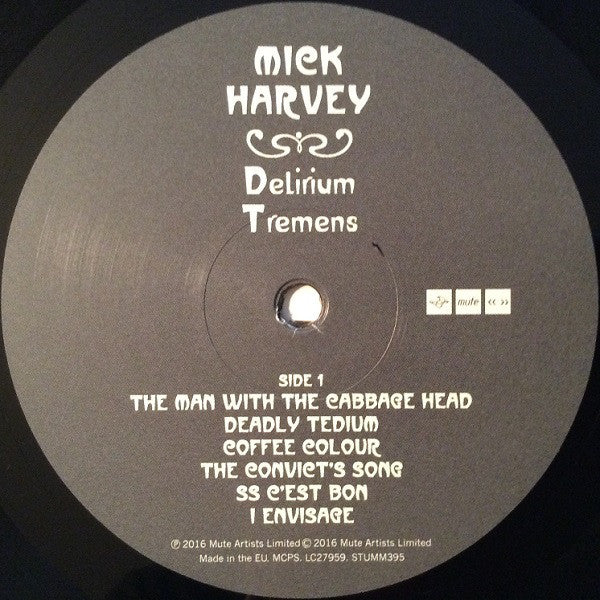 MICK
HARVEY
Delirium
Tremens
mute
SIDE 1
THE MAN WITH THE CABBAGE HEAD
DEADLY TEDIUM
COFFEE COLOUR
THE CONVICT'S SONG
SS C'EST BON
I ENVISAGE
℗ 2016 Mute Artists Limited © 2016 Mute Artists Limited
Made in the EU. MCPS. LC27959. STUMM395